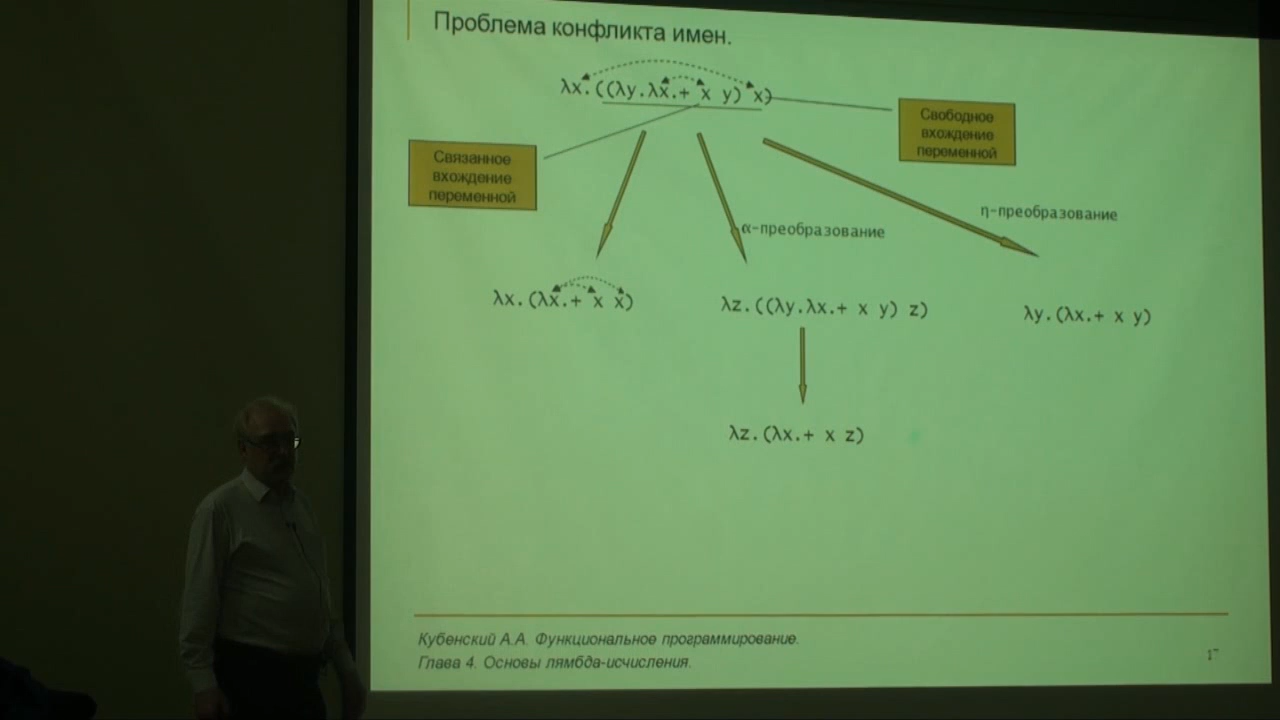 Проблема конфликта имен.
λx.((λy.λx.+ x y) x)
Свободное
вхождение
переменной
Связанное
вхождение
переменной
η-преобразование
α-преобразование
λx.(λx.+ x x)
λz.((λy.λx.+ x y) z)
λy.(λx.+ x y)
λz.(λx.+ x z)
Кубенский А.А. Функциональное программирование.
Глава 4. Основы лямбда-исчисления.
17